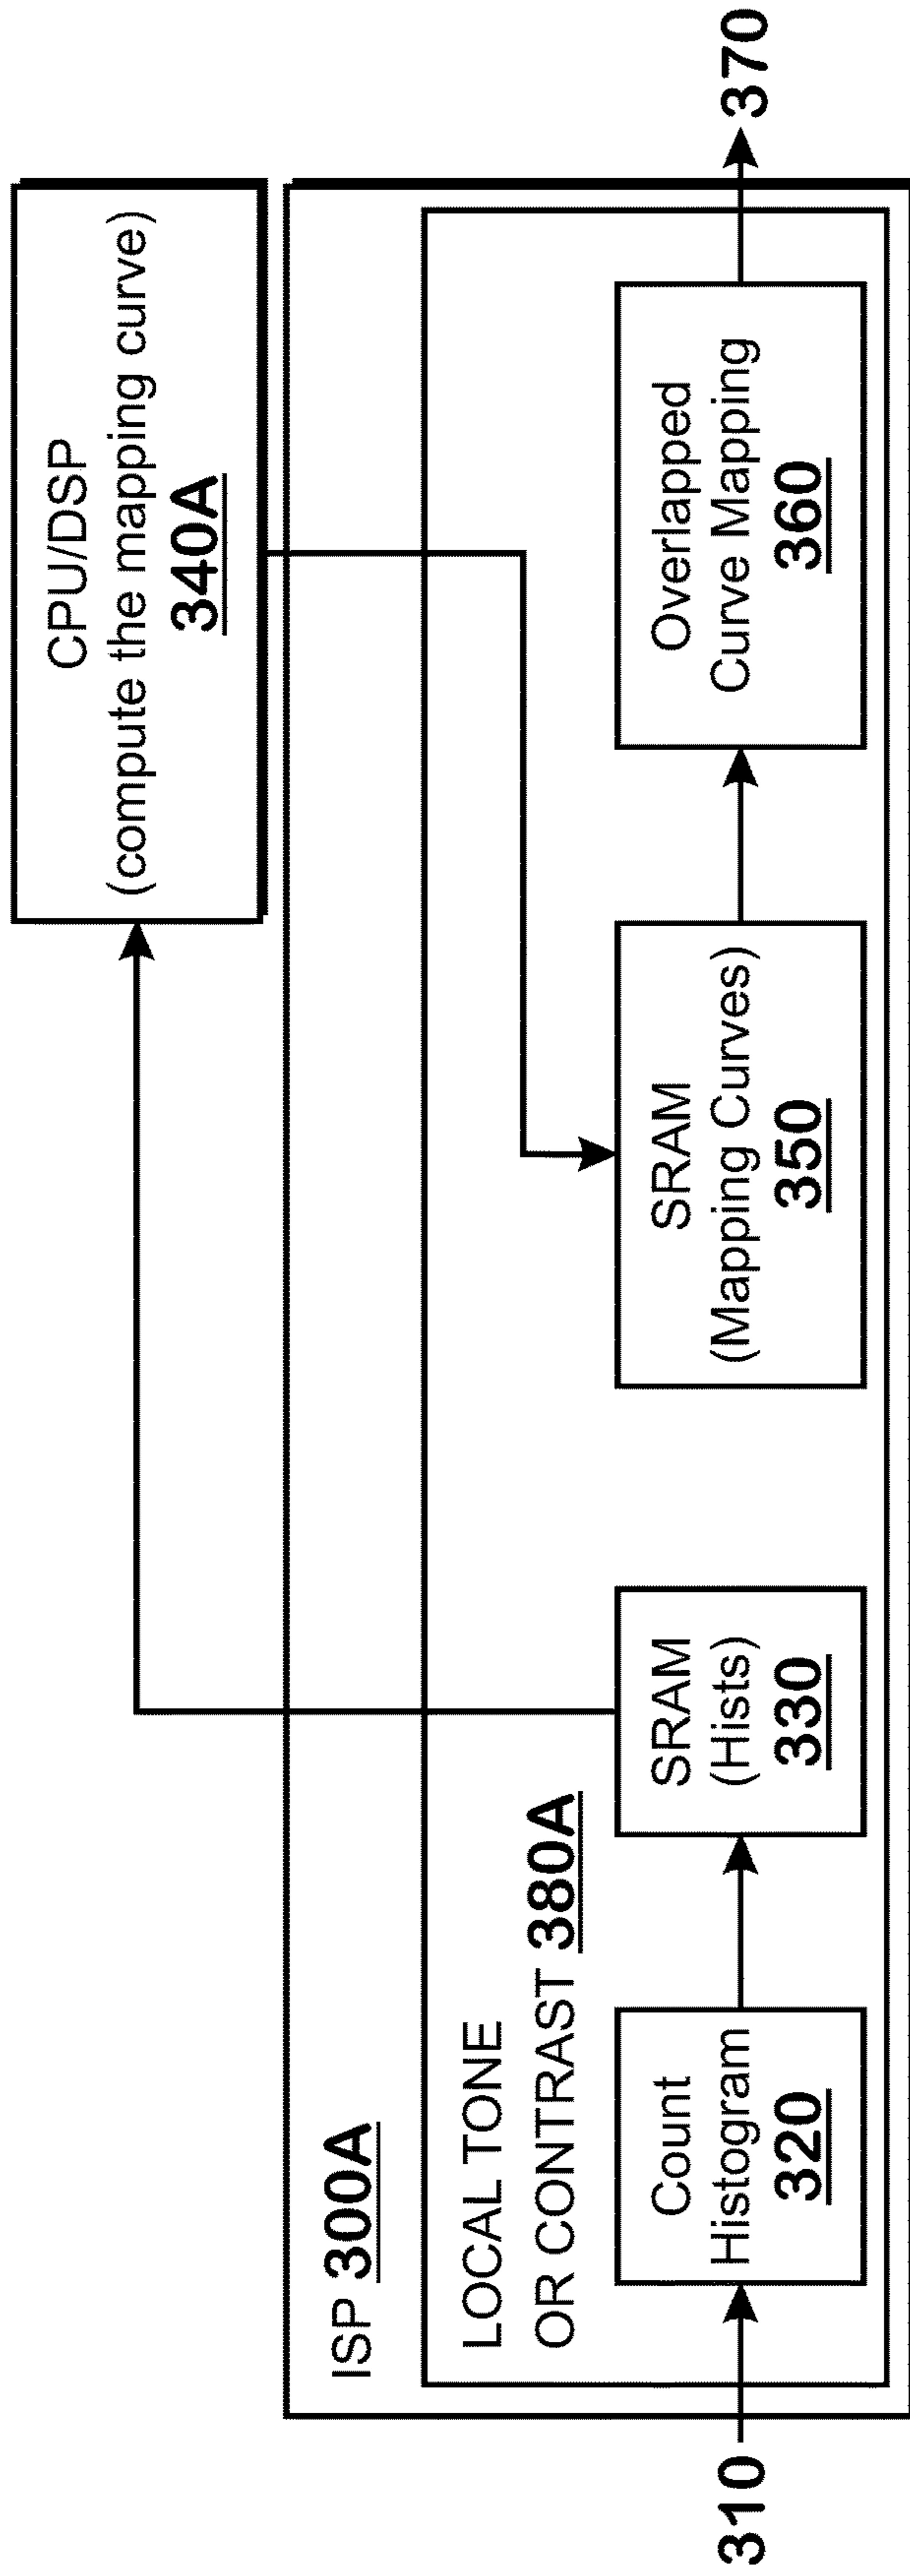 CPU/DSP
(compute the mapping curve)
340A
ISP 300A
LOCAL TONE
OR CONTRAST 380A
310
Count
Histogram
320
SRAM
(Hists)
330
SRAM
(Mapping Curves)
350
Overlapped
Curve Mapping
360
370